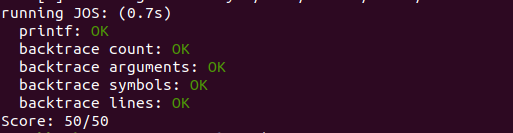 running JOS: (0.7s)
printf: OK
backtrace count: OK
backtrace arguments: OK
backtrace symbols: OK
backtrace lines: OK
Score: 50/50